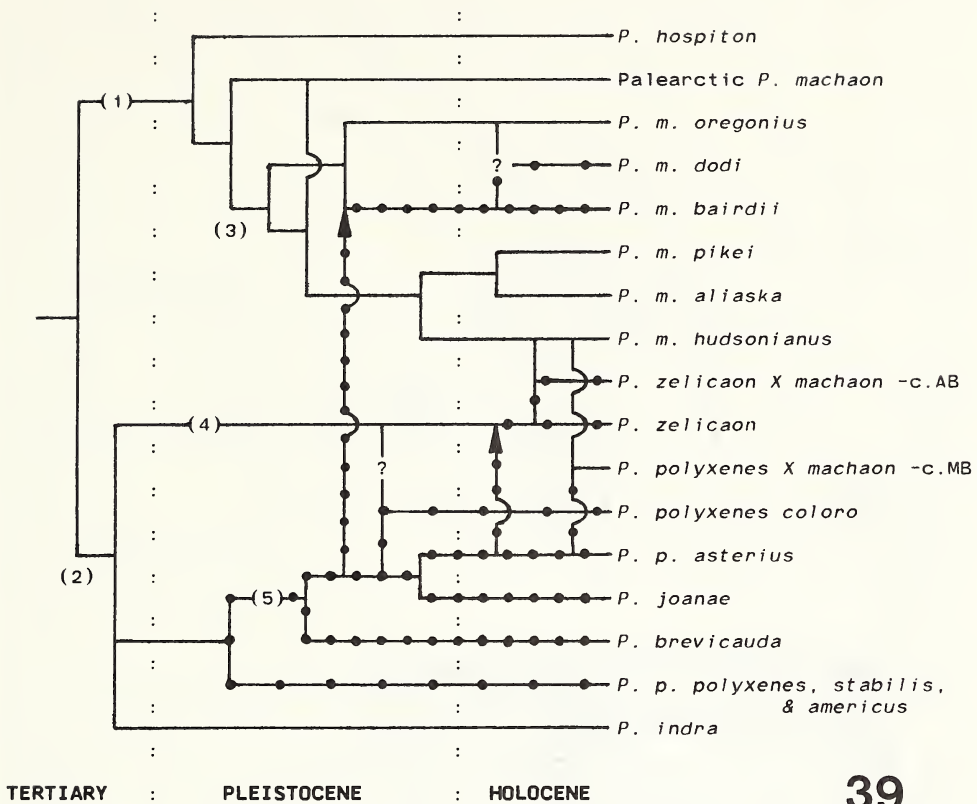 P. hospiton
(1)
Palearctic P. machaon
P. m. oregonius
?
P. m. dodi
P. m. bairdii
(3)
P. m. pikei
P. m. aliaska
P. m. hudsonianus
P. zelicaon X machaon -c.AB
(4)
P. zelicaon
?
P. polyxenes X machaon -c.MB
P. polyxenes coloro
P. p. asterius
(2)
(5)
P. joanae
P. brevicauda
P. p. polyxenes, stabilis,
& americus
P. indra
TERTIARY : PLEISTOCENE : HOLOCENE
39